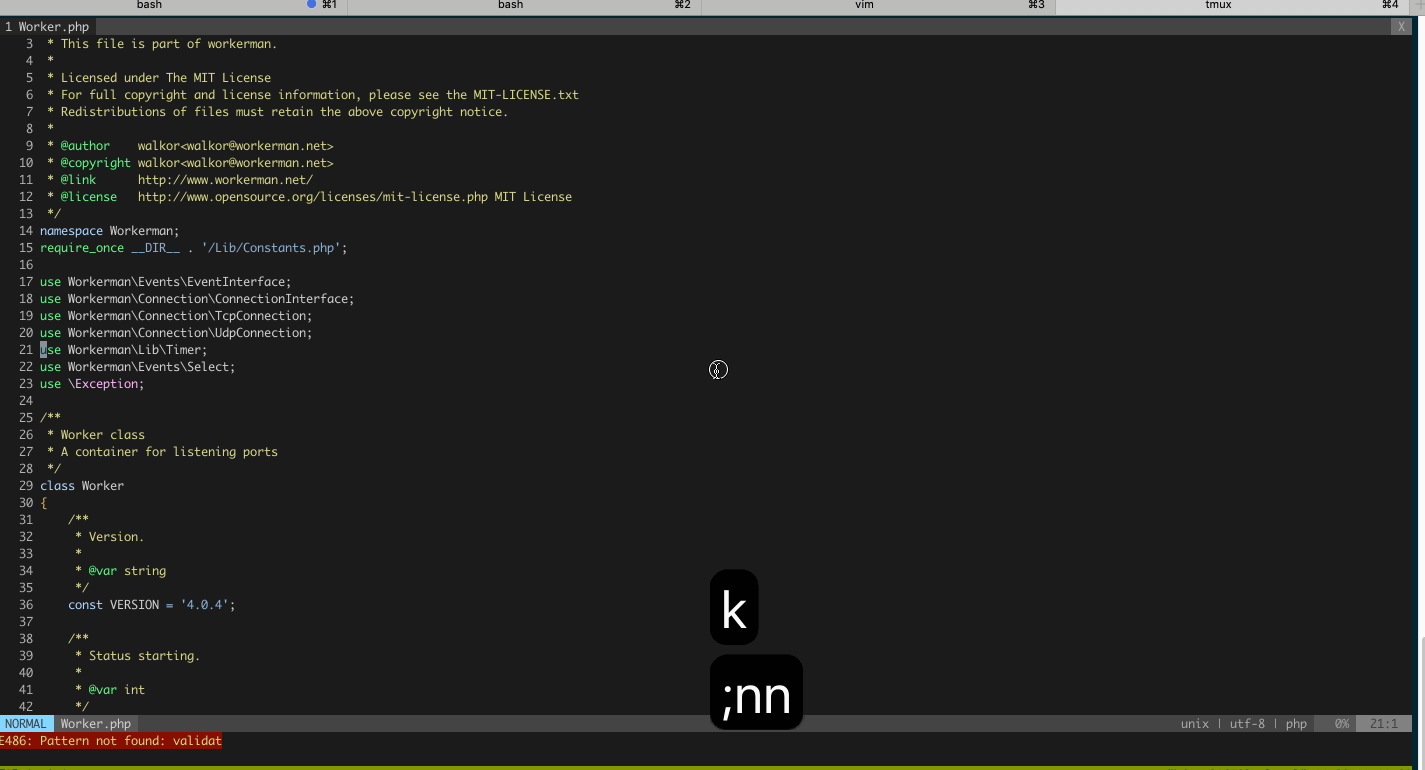 bash ⌘1 bash ⌘2 vim ⌘3 tmux ⌘4
1 Worker.php X
3 * This file is part of workerman.
4 *
5 * Licensed under The MIT License
6 * For full copyright and license information, please see the MIT-LICENSE.txt
7 * Redistributions of files must retain the above copyright notice.
8 *
9 * @author walkor<walkor@workerman.net>
10 * @copyright walkor<walkor@workerman.net>
11 * @link http://www.workerman.net/
12 * @license http://www.opensource.org/licenses/mit-license.php MIT License
13 */
14 namespace Workerman;
15 require_once __DIR__ . '/Lib/Constants.php';
16
17 use Workerman\Events\EventInterface;
18 use Workerman\Connection\ConnectionInterface;
19 use Workerman\Connection\TcpConnection;
20 use Workerman\Connection\UdpConnection;
21 use Workerman\Lib\Timer;
22 use Workerman\Events\Select;
23 use \Exception;
24
25 /**
26 * Worker class
27 * A container for listening ports
28 */
29 class Worker
30 {
31 /**
32 * Version.
33 *
34 * @var string
35 */
36 const VERSION = '4.0.4';
37
38 /**
39 * Status starting.
40 *
41 * @var int
42 */
k
;nn
NORMAL Worker.php unix | utf-8 | php 0% 21:1
E486: Pattern not found: validat